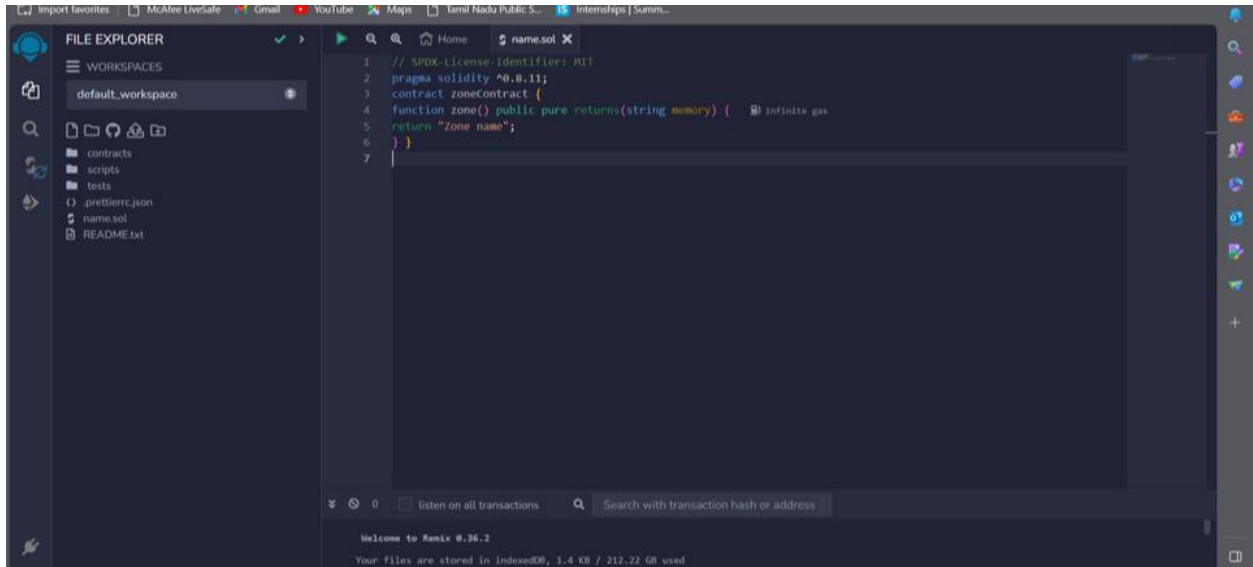 Import favorites McAfee LiveSafe Gmail YouTube Maps Tamil Nadu Public S... IS Internships | Summ...
FILE EXPLORER
WORKSPACES
default_workspace
contracts
scripts
tests
.prettierrc.json
name.sol
README.txt
Home name.sol
1 // SPDX-License-Identifier: MIT
2 pragma solidity ^0.8.11;
3 contract zoneContract {
4 function zone() public pure returns(string memory) { infinite gas
5 return "Zone name";
6 } }
7
0 listen on all transactions Search with transaction hash or address
Welcome to Remix 0.36.2
Your files are stored in indexedDB, 1.4 KB / 212.22 GB used